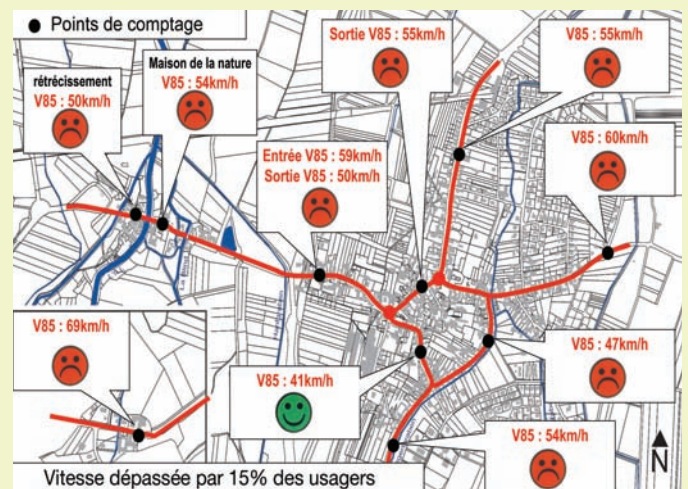 Points de comptage
rétrécissement
V85 : 50km/h
Maison de la nature
V85 : 54km/h
Sortie V85 : 55km/h
V85 : 55km/h
Entrée V85 : 59km/h
Sortie V85 : 50km/h
V85 : 60km/h
V85 : 69km/h
V85 : 41km/h
V85 : 47km/h
V85 : 54km/h
N
Vitesse dépassée par 15% des usagers